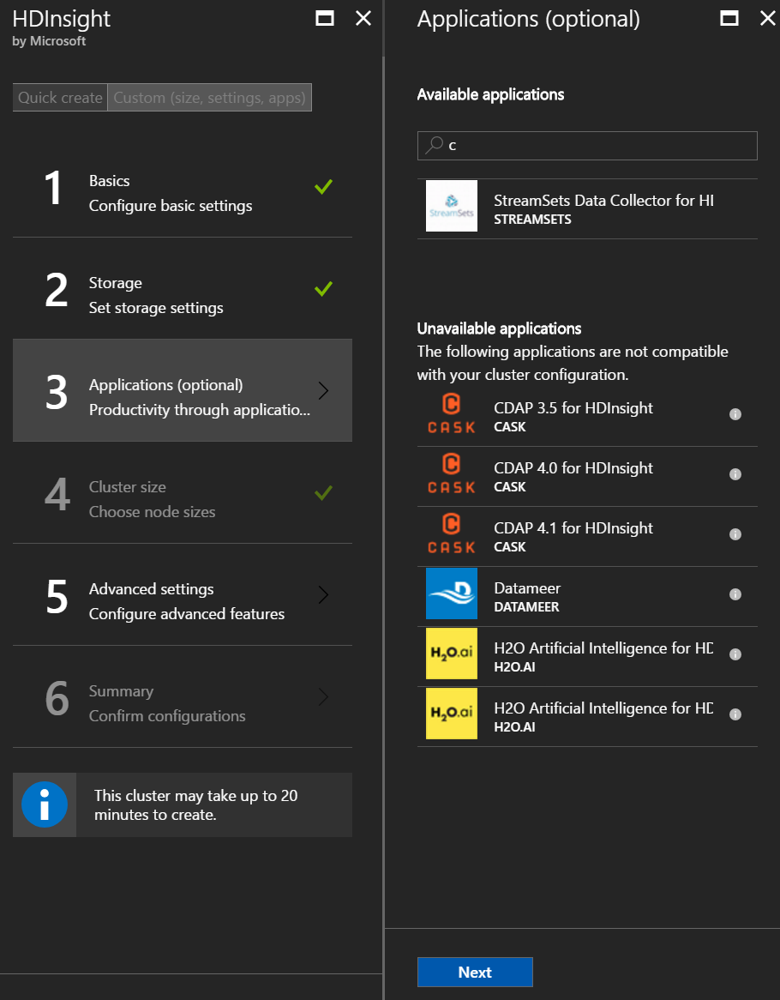 HDInsight
by Microsoft
Quick create
Custom (size, settings, apps)
1
Basics
Configure basic settings
2
Storage
Set storage settings
3
Applications (optional)
Productivity through applicatio...
4
Cluster size
Choose node sizes
5
Advanced settings
Configure advanced features
6
Summary
Confirm configurations
This cluster may take up to 20
minutes to create.
Applications (optional)
Available applications
c
StreamSets
StreamSets Data Collector for HI
STREAMSETS
Unavailable applications
The following applications are not compatible
with your cluster configuration.
CASK
CDAP 3.5 for HDInsight
CASK
CASK
CDAP 4.0 for HDInsight
CASK
CASK
CDAP 4.1 for HDInsight
CASK
Datameer
DATAMEER
H2O.ai
H2O Artificial Intelligence for HD
H2O.AI
H2O.ai
H2O Artificial Intelligence for HD
H2O.AI
Next